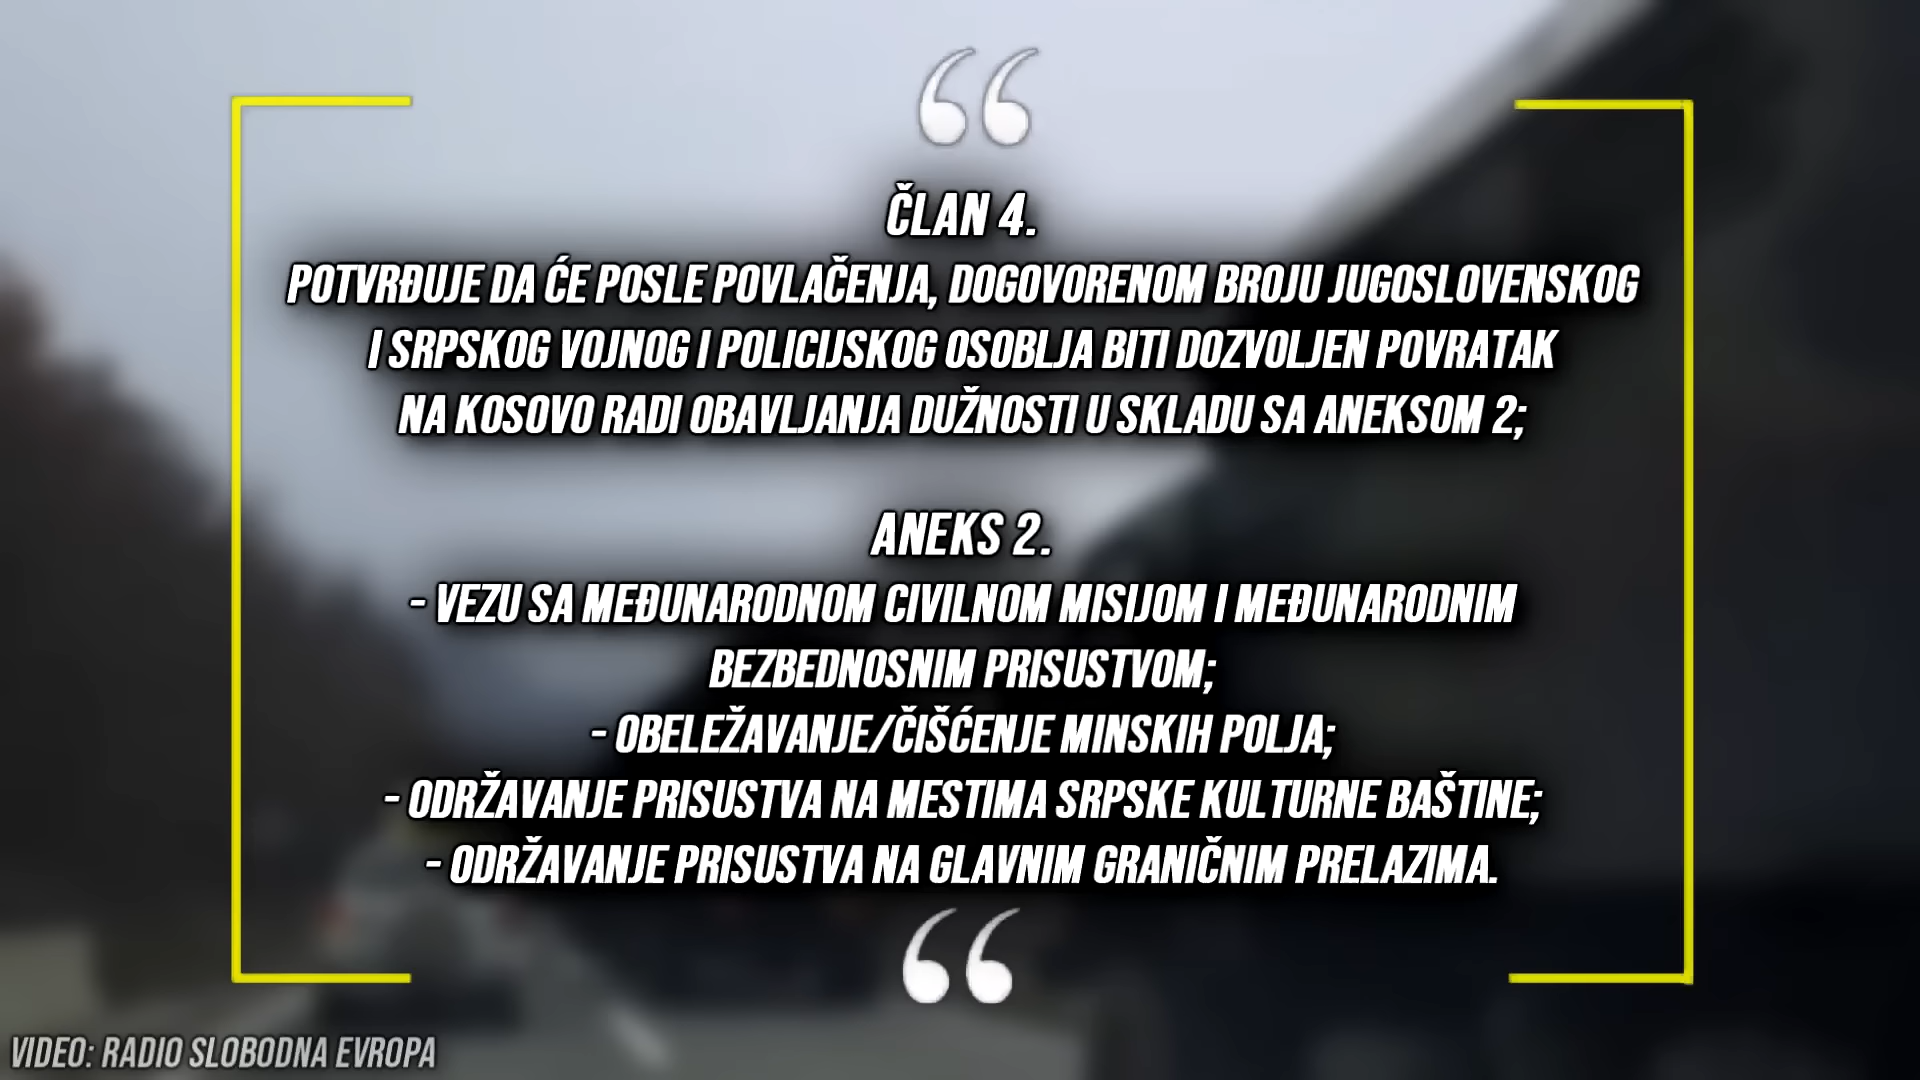 ČLAN 4.
POTVRĐUJE DA ĆE POSLE POVLAČENJA, DOGOVORENOM BROJU JUGOSLOVENSKOG
I SRPSKOG VOJNOG I POLICIJSKOG OSOBLJA BITI DOZVOLJEN POVRATAK
NA KOSOVO RADI OBAVLJANJA DUŽNOSTI U SKLADU SA ANEKSOM 2;
ANEKS 2.
- VEZU SA MEĐUNARODNOM CIVILNOM MISIJOM I MEĐUNARODNIM
BEZBEDNOSNIM PRISUSTVOM;
- OBELEŽAVANJE/ČIŠĆENJE MINSKIH POLJA;
- ODRŽAVANJE PRISUSTVA NA MESTIMA SRPSKE KULTURNE BAŠTINE;
- ODRŽAVANJE PRISUSTVA NA GLAVNIM GRANIČNIM PRELAZIMA.
VIDEO: RADIO SLOBODNA EVROPA